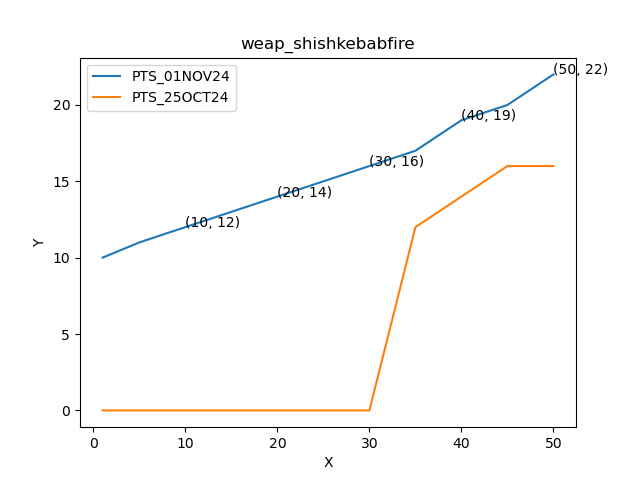 weap_shishkebabfire
PTS_01NOV24
PTS_25OCT24
(50, 22)
(40, 19)
(30, 16)
(20, 14)
(10, 12)
20
15
10
5
0
Y
0 10 20 30 40 50
X